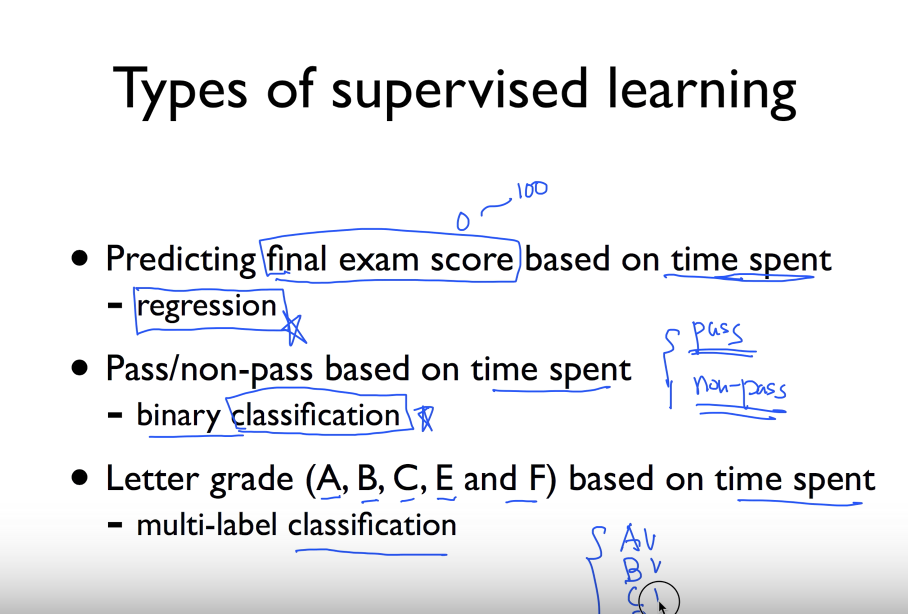 Types of supervised learning
0 100
• Predicting final exam score based on time spent
- regression
• Pass/non-pass based on time spent
- binary classification
pass
non-pass
• Letter grade (A, B, C, E and F) based on time spent
- multi-label classification
A
B
C